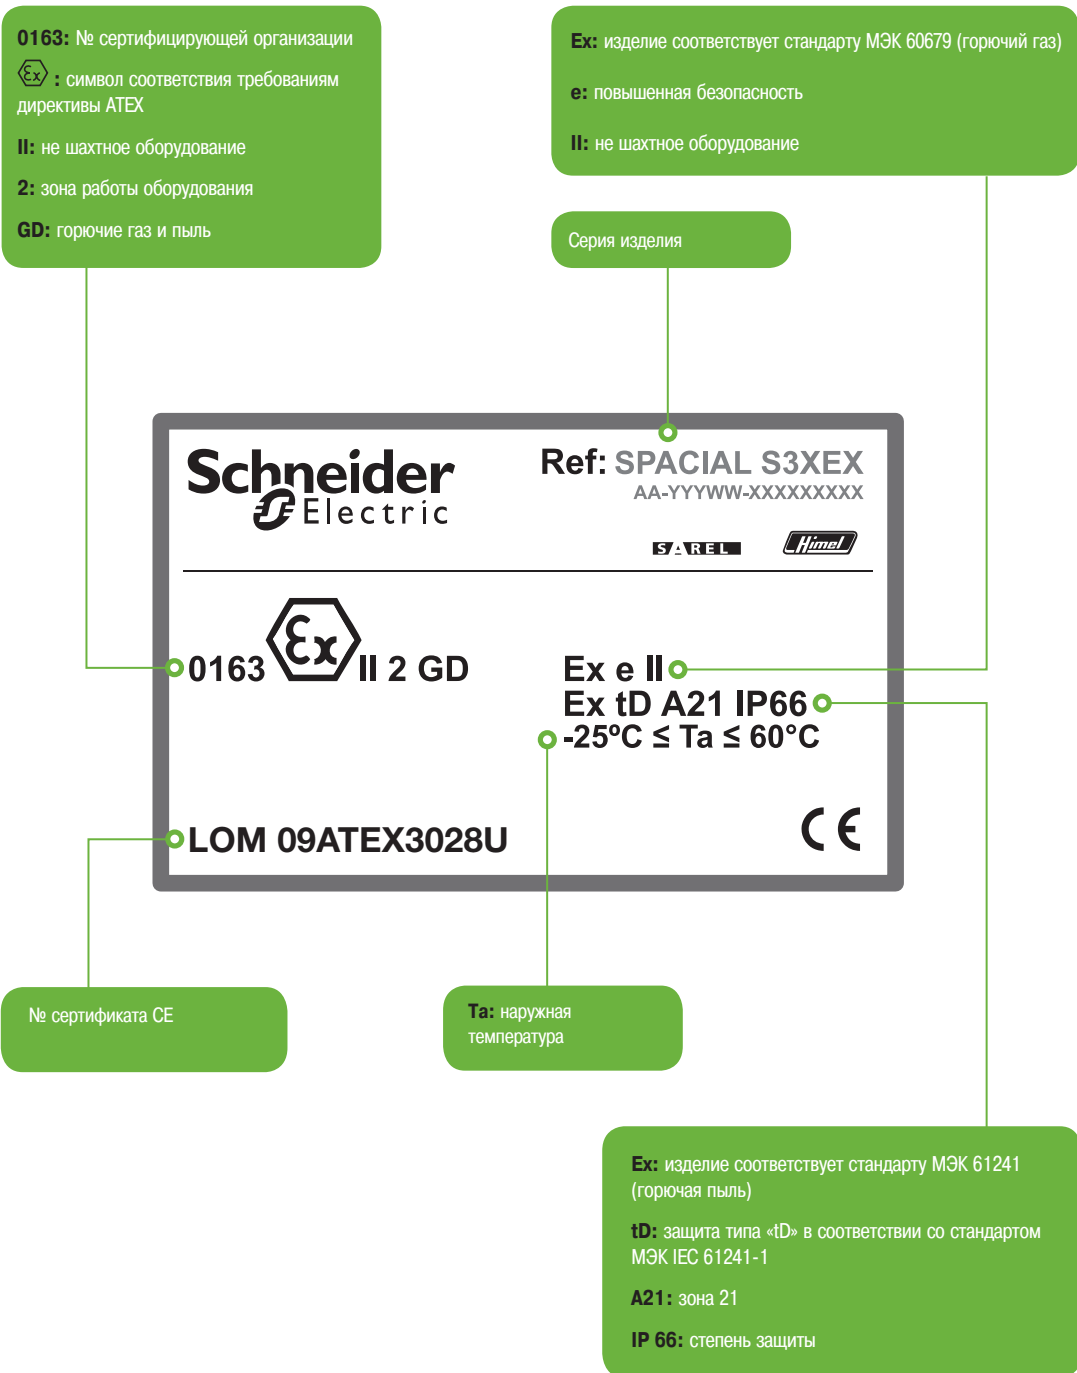 0163: № сертифицирующей организации
Ex : символ соответствия требованиям
директивы ATEX
II: не шахтное оборудование
2: зона работы оборудования
GD: горючие газ и пыль
Ex: изделие соответствует стандарту МЭК 60679 (горючий газ)
e: повышенная безопасность
II: не шахтное оборудование
Серия изделия
Schneider
Electric
Ref: SPACIAL S3XEX
AA-YYYWW-XXXXXXXXX
SAREL
Himel
0163 Ex II 2 GD
Ex e II
Ex tD A21 IP66
-25ºC ≤ Ta ≤ 60°C
LOM 09ATEX3028U
CE
№ сертификата CE
Ta: наружная
температура
Ex: изделие соответствует стандарту МЭК 61241
(горючая пыль)
tD: защита типа «tD» в соответствии со стандартом
МЭК IEC 61241-1
A21: зона 21
IP 66: степень защиты